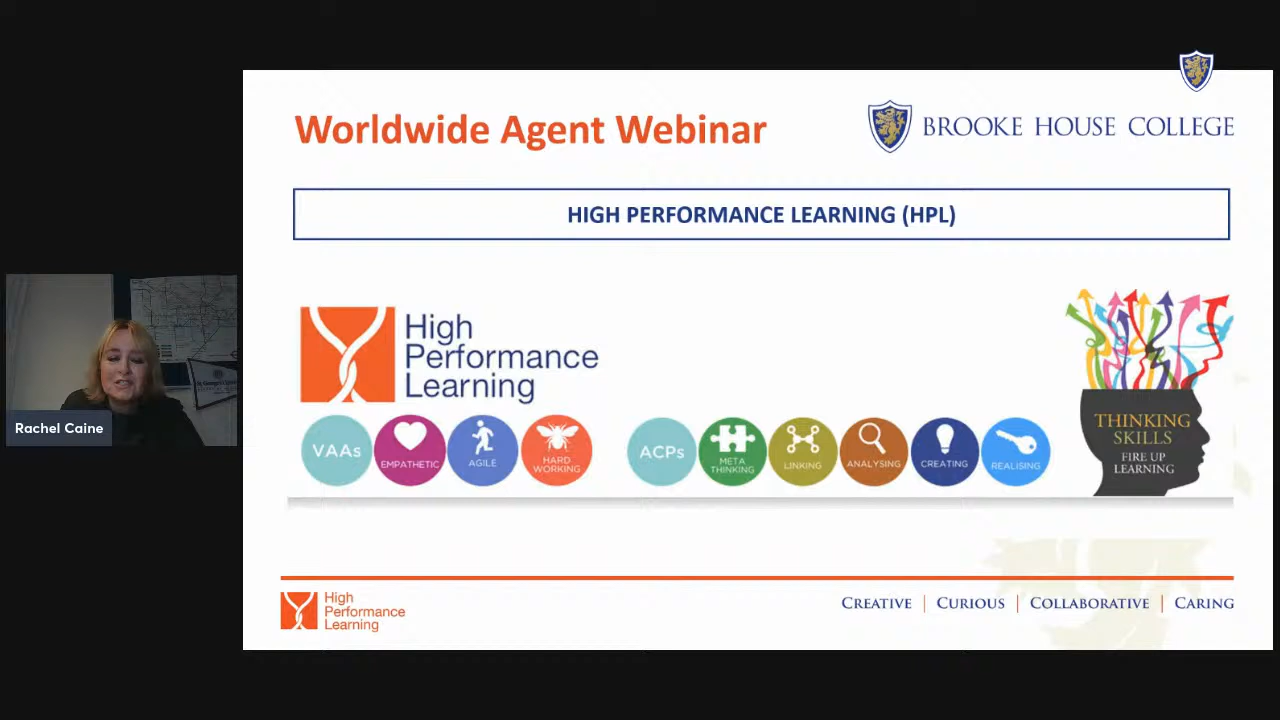 Worldwide Agent Webinar
BROOKE HOUSE COLLEGE
HIGH PERFORMANCE LEARNING (HPL)
High
Performance
Learning
VAAs
EMPATHETIC
AGILE
HARD
WORKING
ACPs
META
THINKING
LINKING
ANALYSING
CREATING
REALISING
THINKING
SKILLS
FIRE UP
LEARNING
Rachel Caine
High
Performance
Learning
CREATIVE | CURIOUS | COLLABORATIVE | CARING